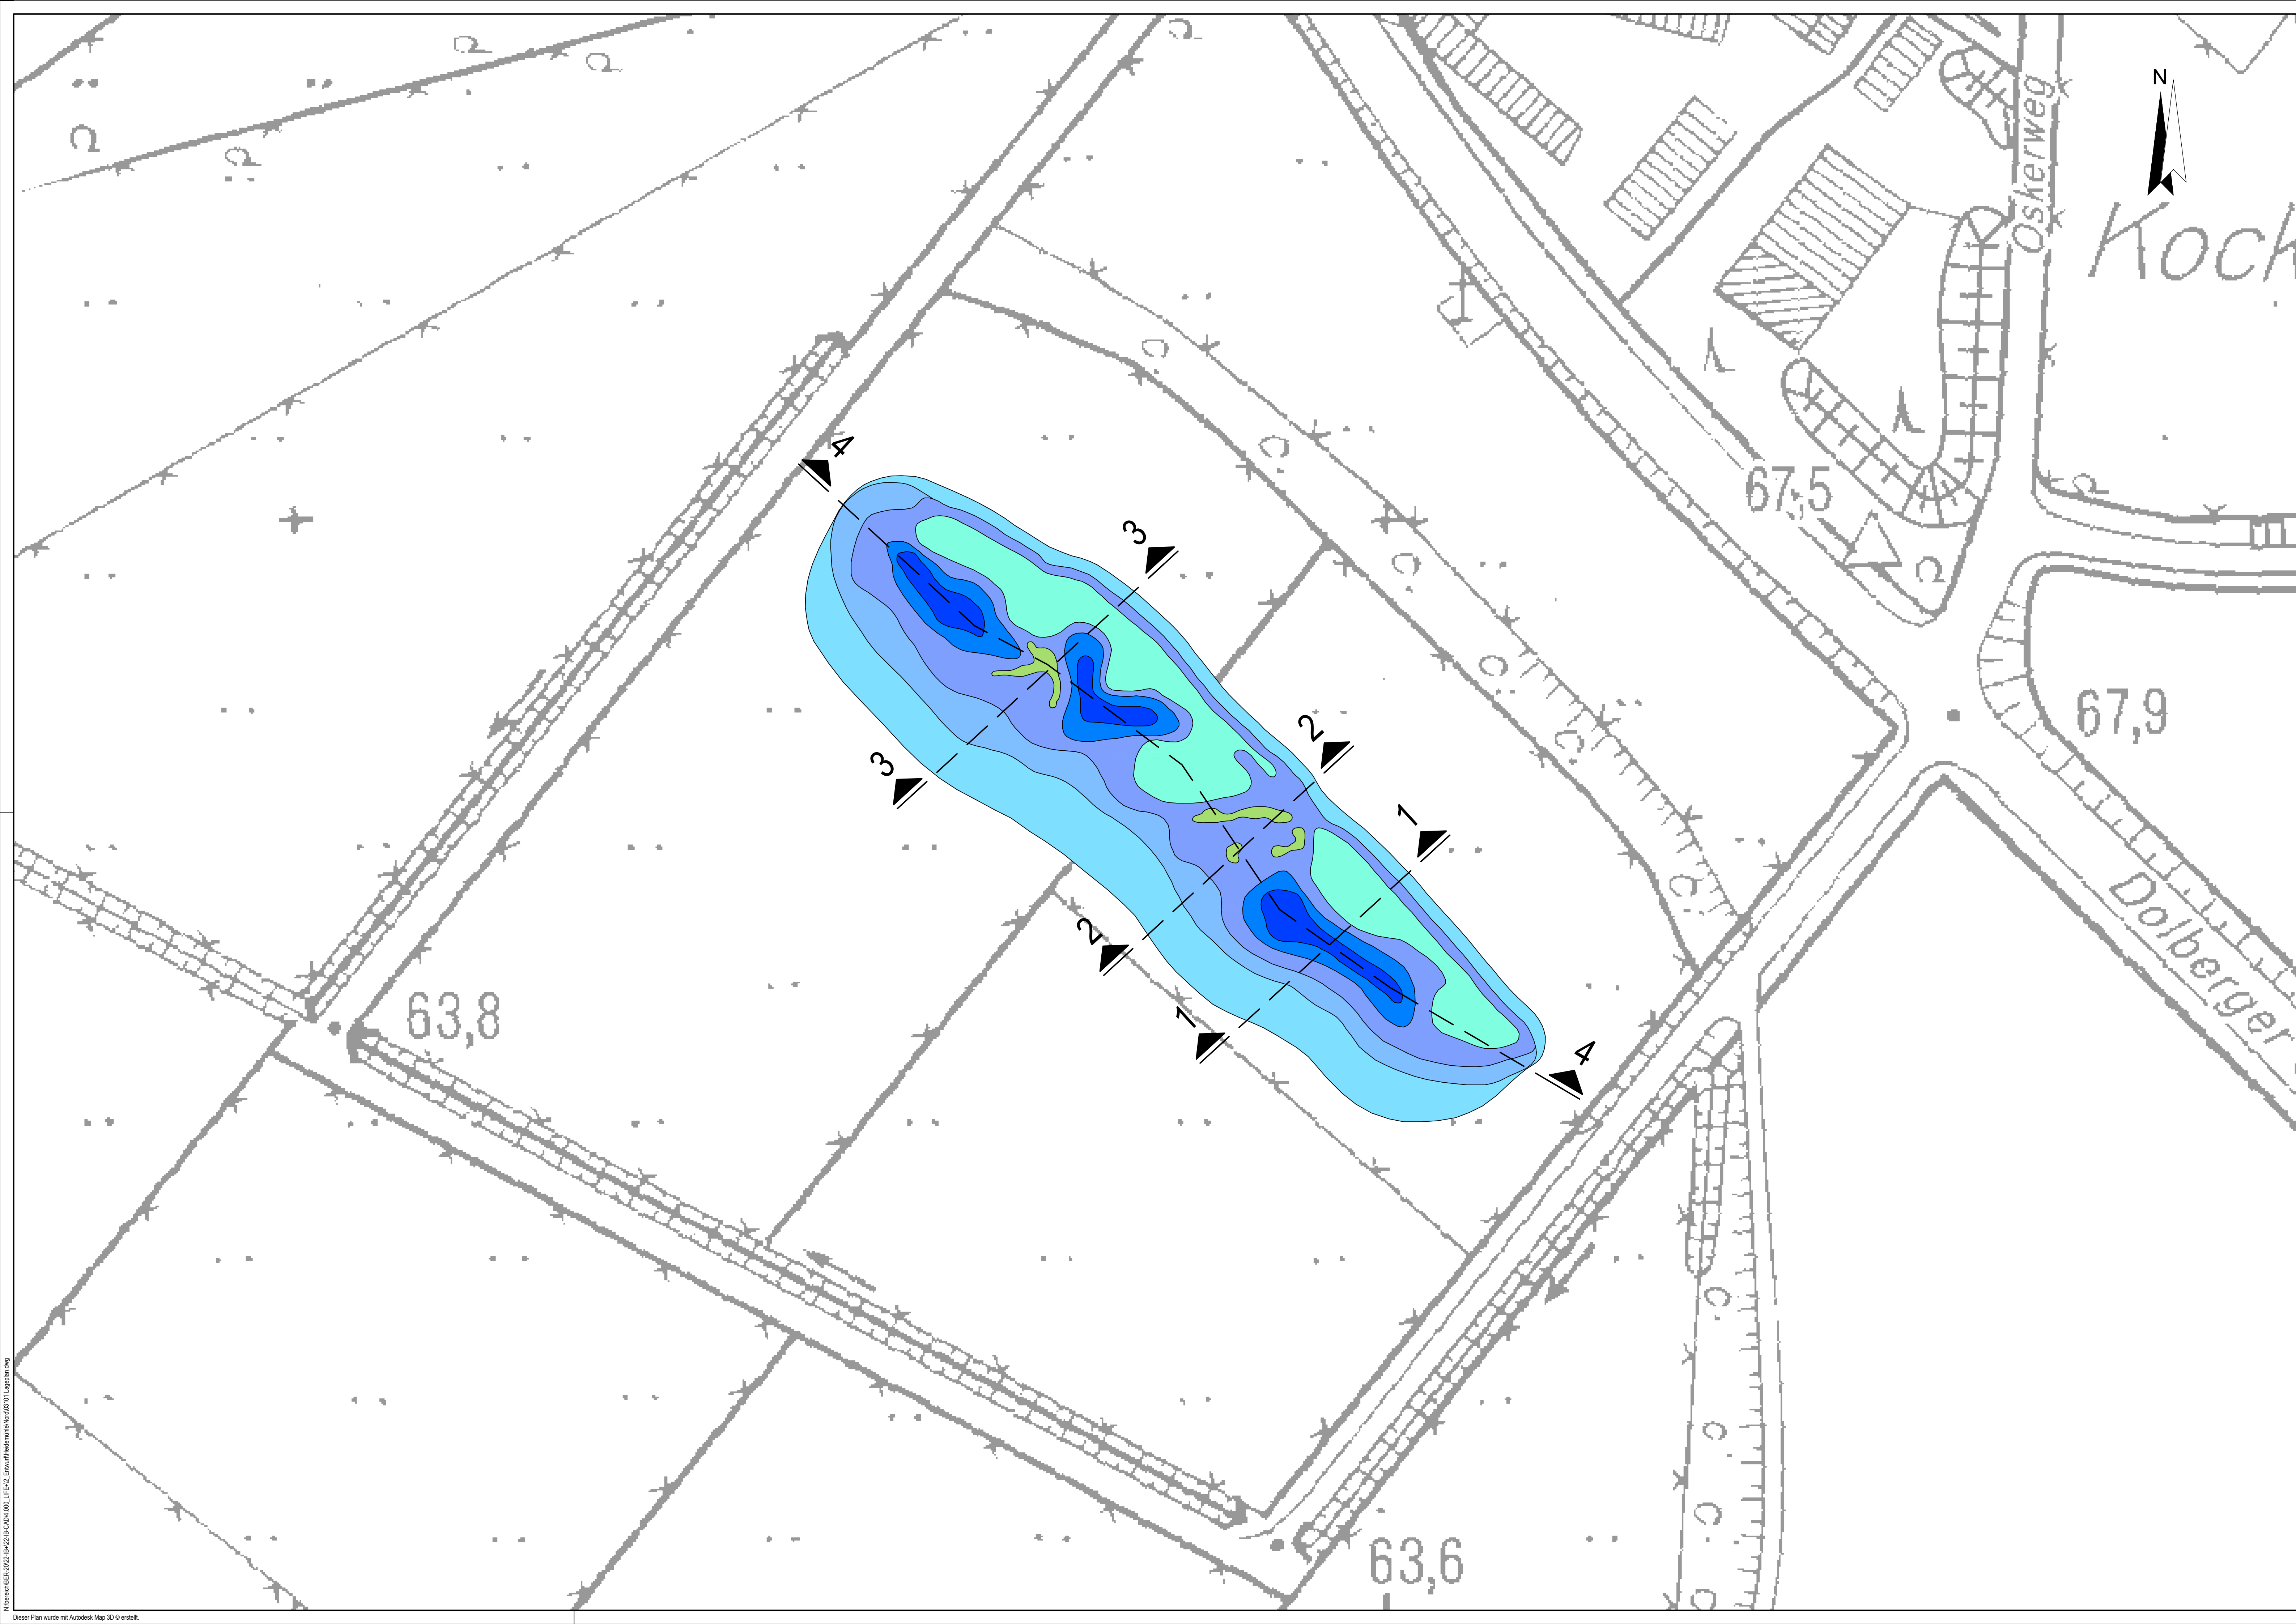 N
Oskerweg
Koch
4
67,5
3
67,9
2
3
1
Dolberger
2
63,8
1
4
63,6
Dieser Plan wurde mit Autodesk Map 3D © erstellt.